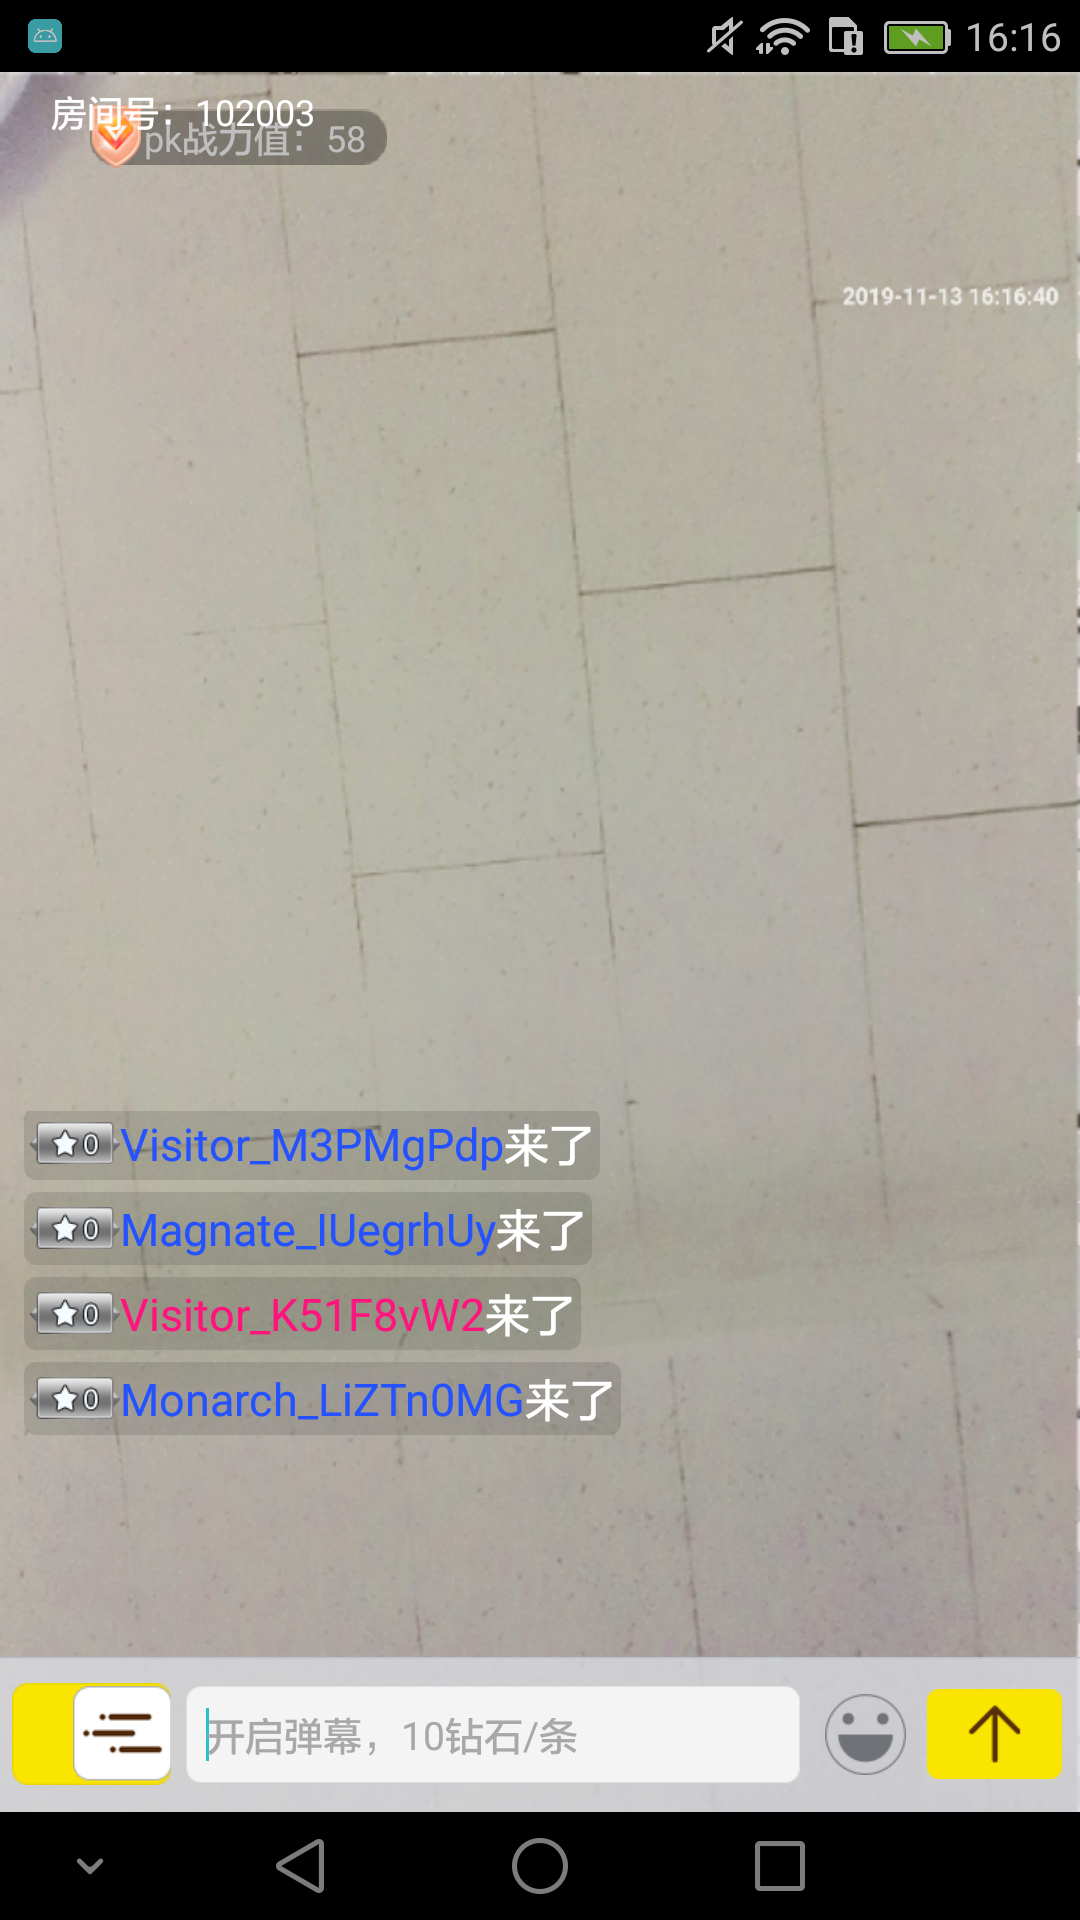 16:16
房间号：102003
pk战力值：58
2019-11-13 16:16:40
0 Visitor_M3PMgPdp来了
0 Magnate_IUegrhUy来了
0 Visitor_K51F8vW2来了
0 Monarch_LiZTn0MG来了
开启弹幕，10钻石/条